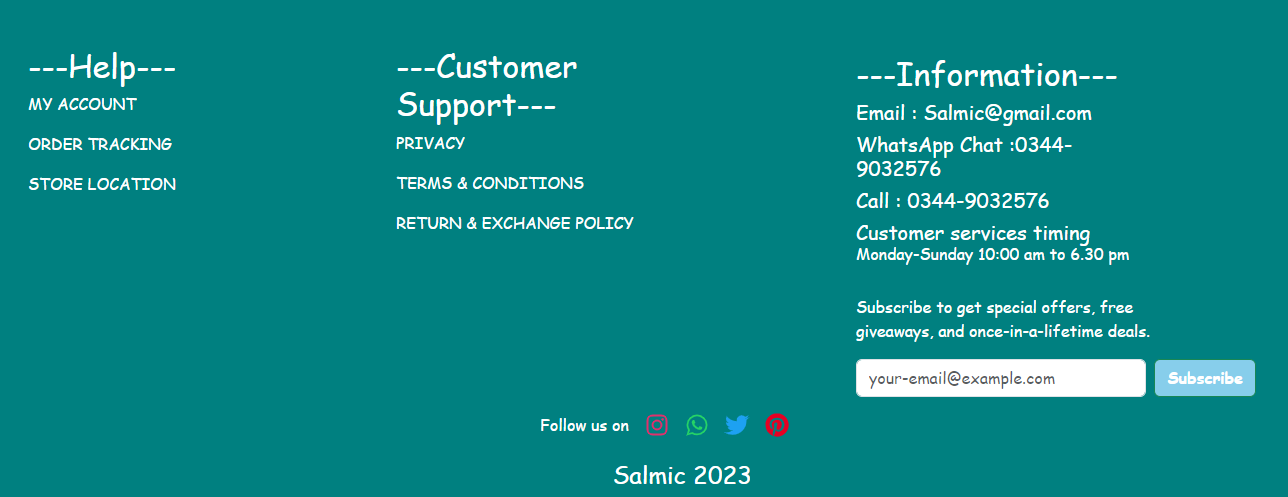 ---Help---
MY ACCOUNT
ORDER TRACKING
STORE LOCATION
---Customer
Support---
PRIVACY
TERMS & CONDITIONS
RETURN & EXCHANGE POLICY
---Information---
Email : Salmic@gmail.com
WhatsApp Chat :0344-
9032576
Call : 0344-9032576
Customer services timing
Monday-Sunday 10:00 am to 6.30 pm
Subscribe to get special offers, free
giveaways, and once-in-a-lifetime deals.
your-email@example.com
Subscribe
Follow us on
Salmic 2023